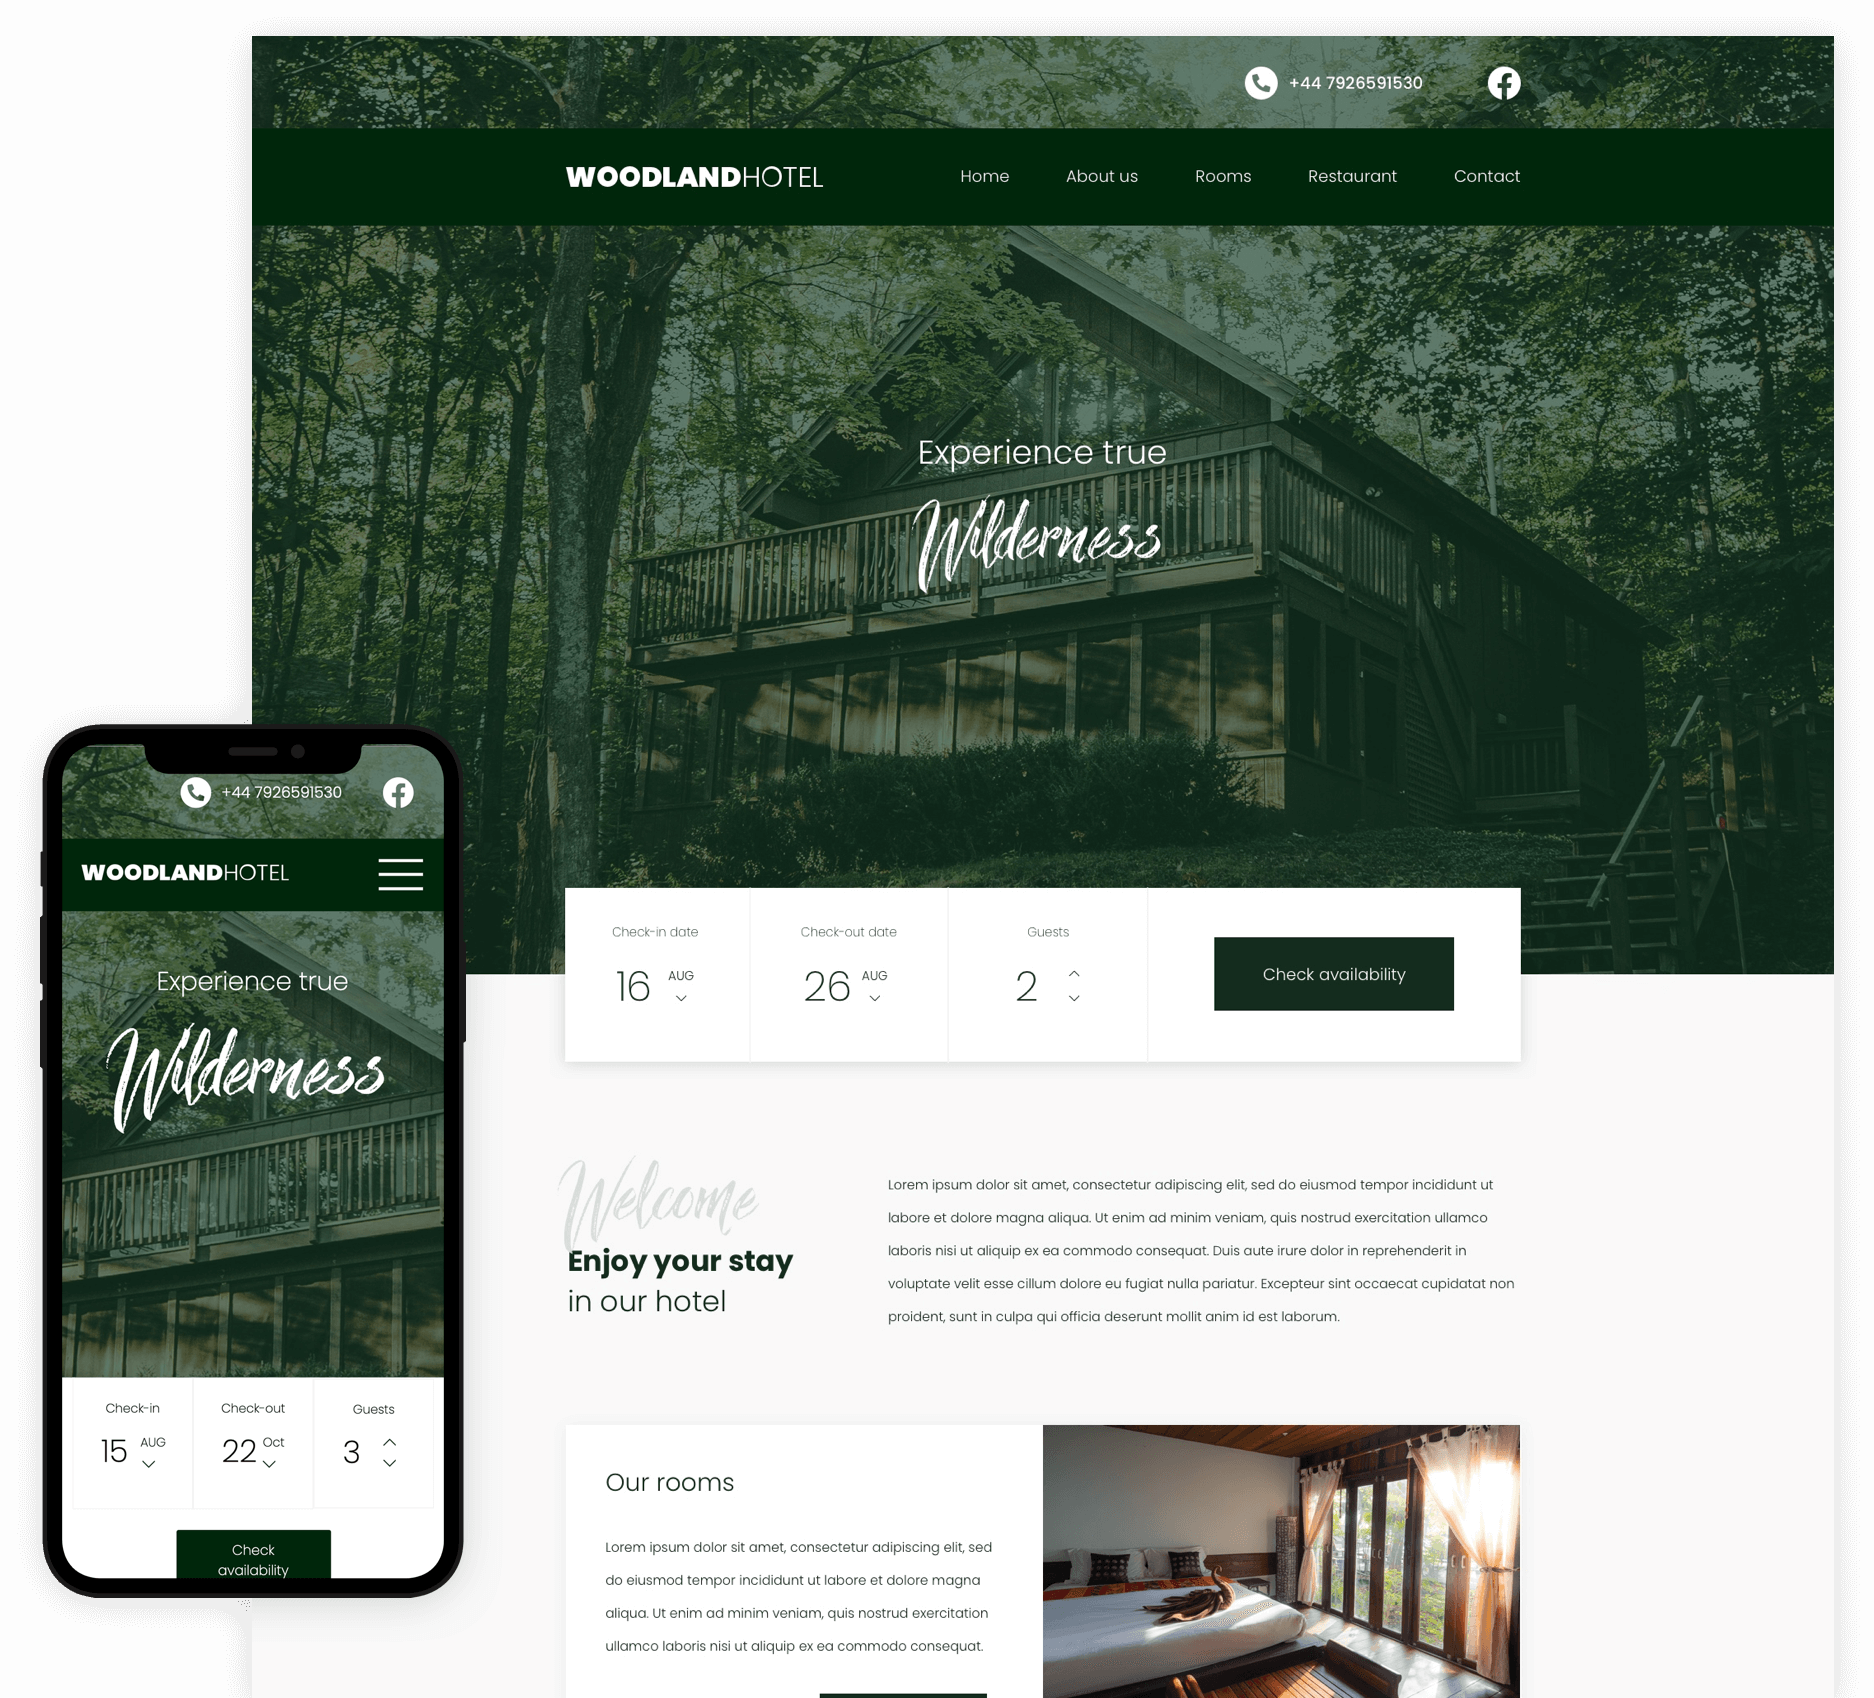 +44 7926591530
WOODLANDHOTEL
Home
About us
Rooms
Restaurant
Contact
Experience true
Wilderness
Check-in date
16 AUG
Check-out date
26 AUG
Guests
2
Check availability
Welcome
Enjoy your stay
in our hotel
Lorem ipsum dolor sit amet, consectetur adipiscing elit, sed do eiusmod tempor incididunt ut
labore et dolore magna aliqua. Ut enim ad minim veniam, quis nostrud exercitation ullamco
laboris nisi ut aliquip ex ea commodo consequat. Duis aute irure dolor in reprehenderit in
voluptate velit esse cillum dolore eu fugiat nulla pariatur. Excepteur sint occaecat cupidatat non
proident, sunt in culpa qui officia deserunt mollit anim id est laborum.
Our rooms
Lorem ipsum dolor sit amet, consectetur adipiscing elit, sed
do eiusmod tempor incididunt ut labore et dolore magna
aliqua. Ut enim ad minim veniam, quis nostrud exercitation
ullamco laboris nisi ut aliquip ex ea commodo consequat.
+44 7926591530
WOODLANDHOTEL
Experience true
Wilderness
Check-in
15 AUG
Check-out
22 Oct
Guests
3
Check
availability